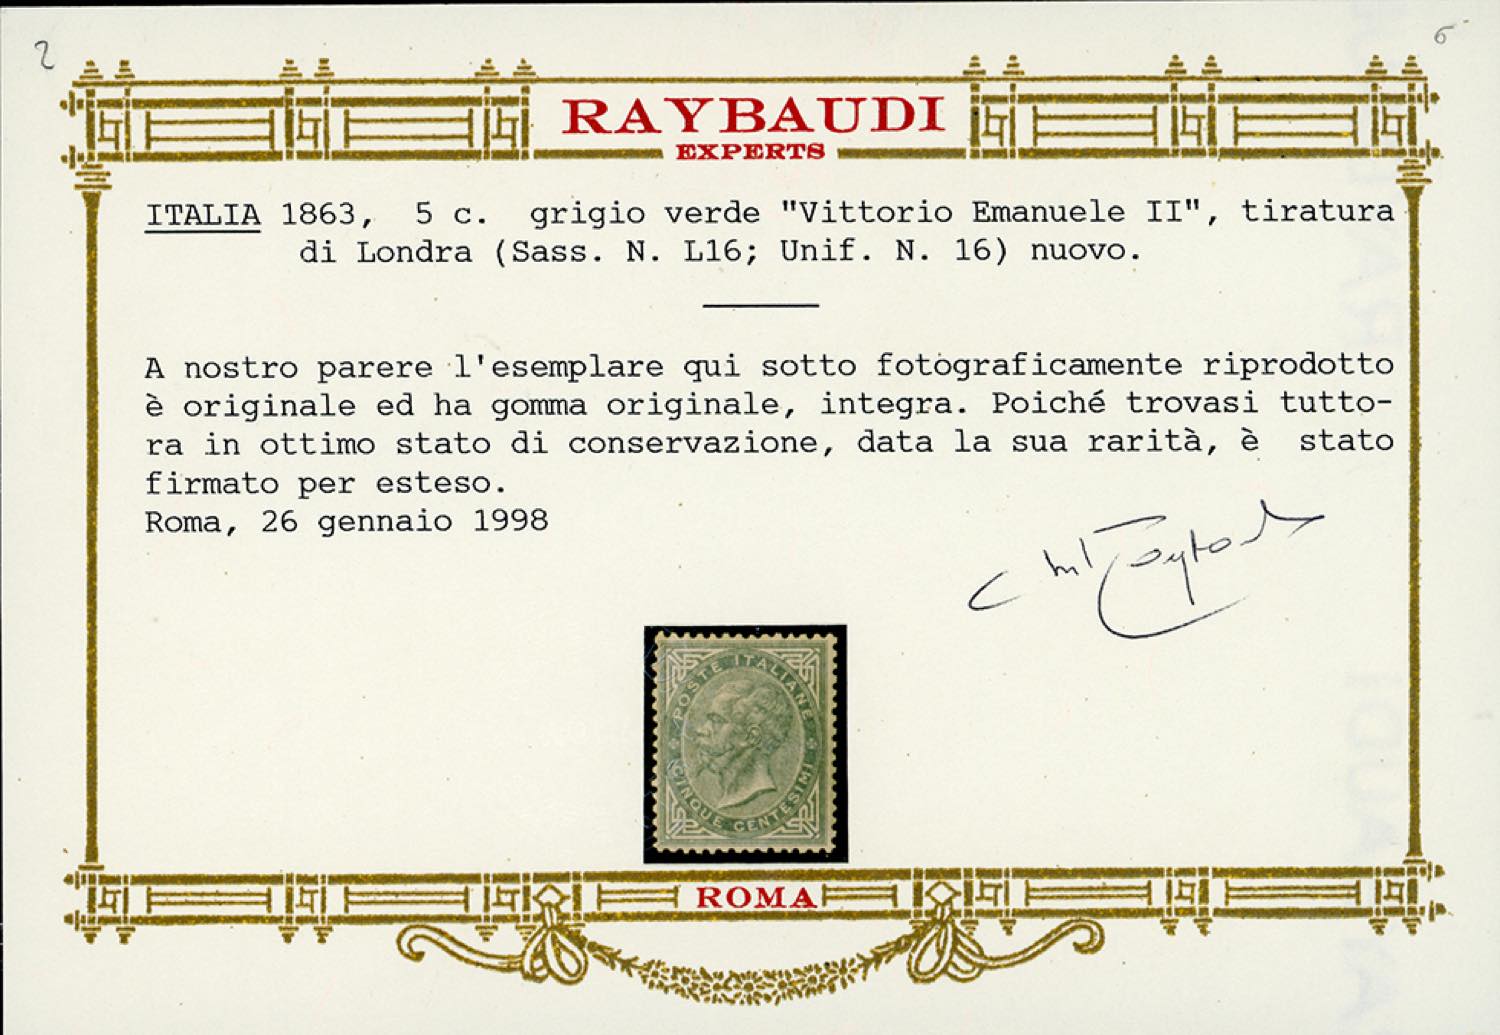 2
6
RAYBAUDI
EXPERTS
ITALIA 1863, 5 c. grigio verde "Vittorio Emanuele II", tiratura
di Londra (Sass. N. L16; Unif. N. 16) nuovo.
A nostro parere l'esemplare qui sotto fotograficamente riprodotto
è originale ed ha gomma originale, integra. Poiché trovasi tutto-
ra in ottimo stato di conservazione, data la sua rarità, è stato
firmato per esteso.
Roma, 26 gennaio 1998
POSTE ITALIANE
CINQUE CENTESIMI
ROMA